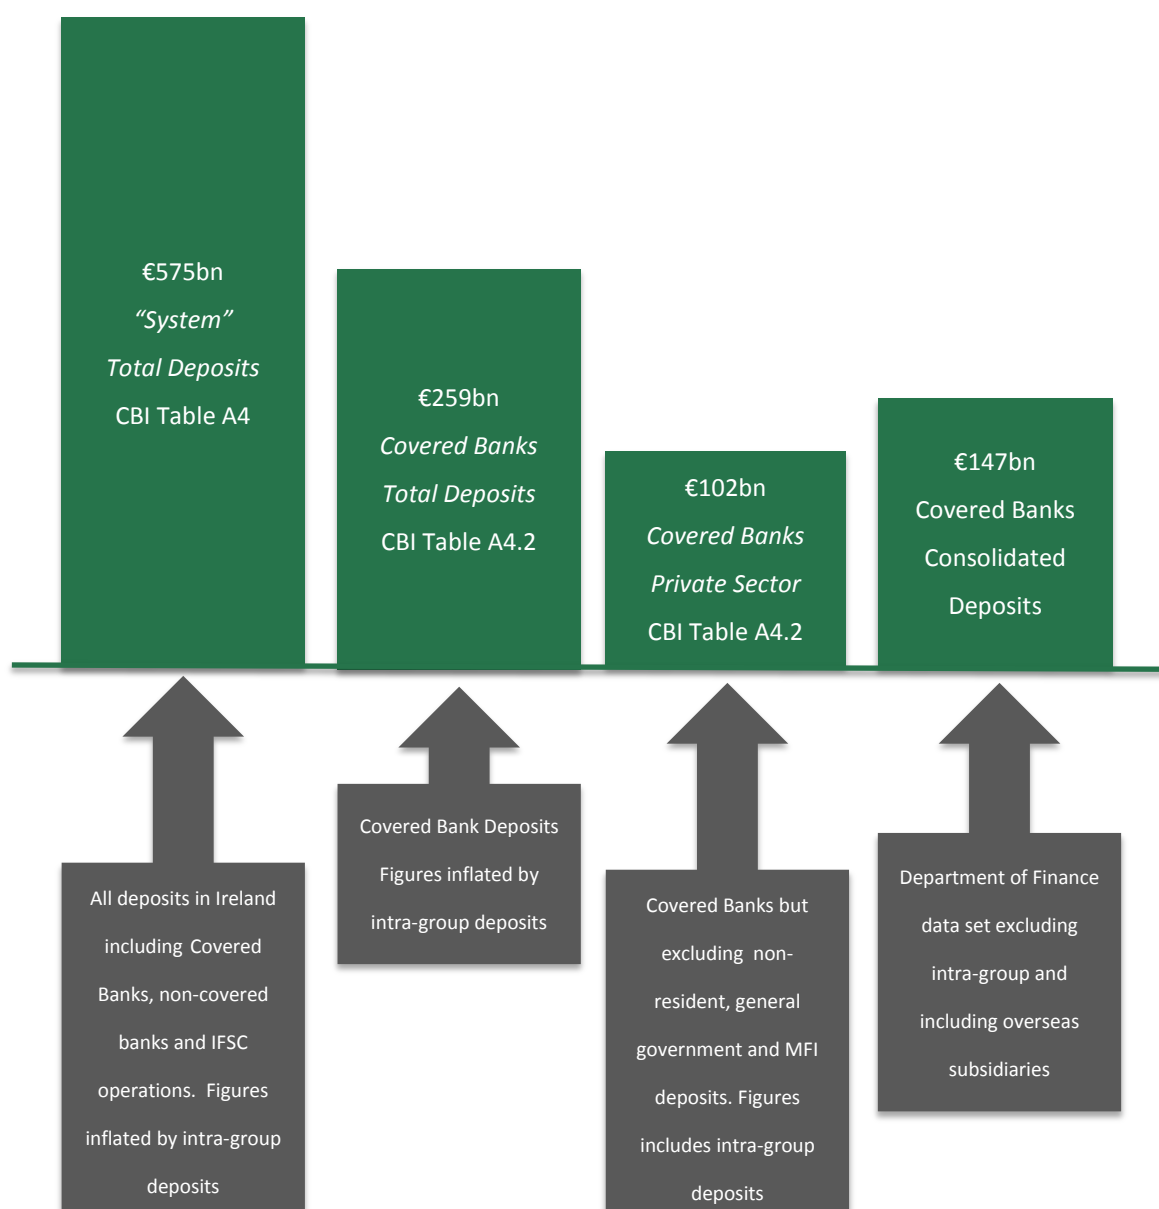 €575bn
“System”
Total Deposits
CBI Table A4
€259bn
Covered Banks
Total Deposits
CBI Table A4.2
€102bn
Covered Banks
Private Sector
CBI Table A4.2
€147bn
Covered Banks
Consolidated
Deposits
All deposits in Ireland
including Covered
Banks, non-covered
banks and IFSC
operations. Figures
inflated by intra-group
deposits
Covered Bank Deposits
Figures inflated by
intra-group deposits
Covered Banks but
excluding non-
resident, general
government and MFI
deposits. Figures
includes intra-group
deposits
Department of Finance
data set excluding
intra-group and
including overseas
subsidiaries